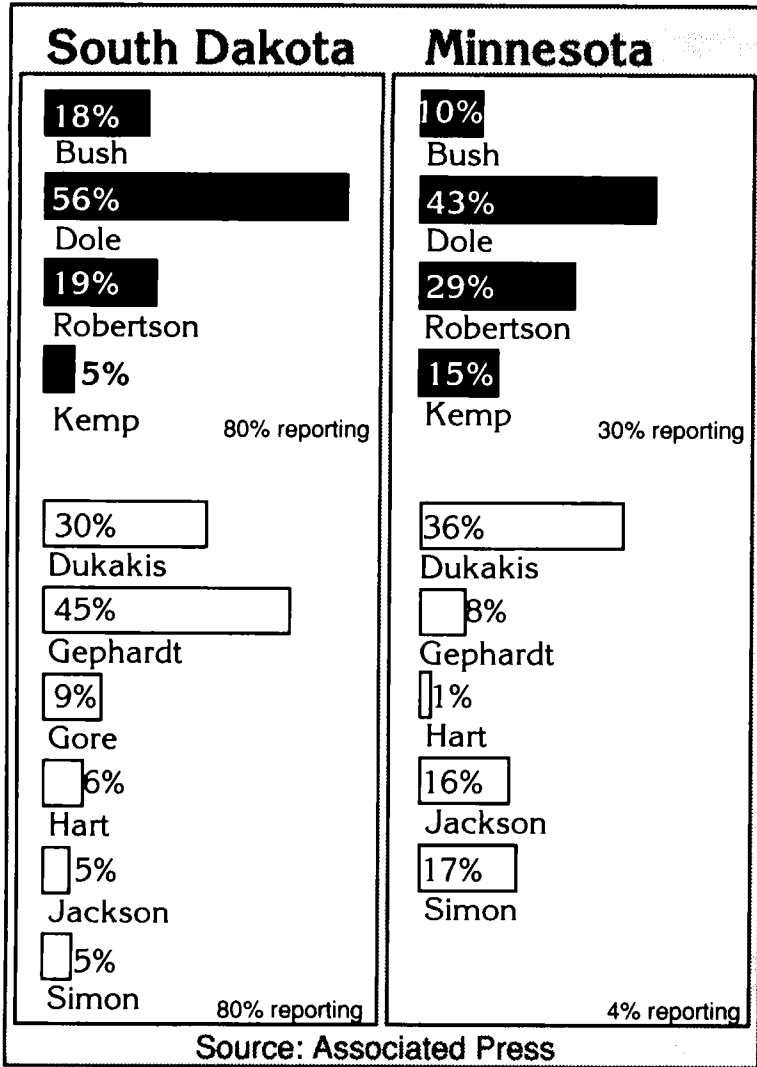 South Dakota
18%
Bush
56%
Dole
19%
Robertson
5%
Kemp
80% reporting
30%
Dukakis
45%
Gephardt
9%
Gore
6%
Hart
5%
Jackson
5%
Simon
80% reporting
Minnesota
10%
Bush
43%
Dole
29%
Robertson
15%
Kemp
30% reporting
36%
Dukakis
8%
Gephardt
1%
Hart
16%
Jackson
17%
Simon
4% reporting
Source: Associated Press